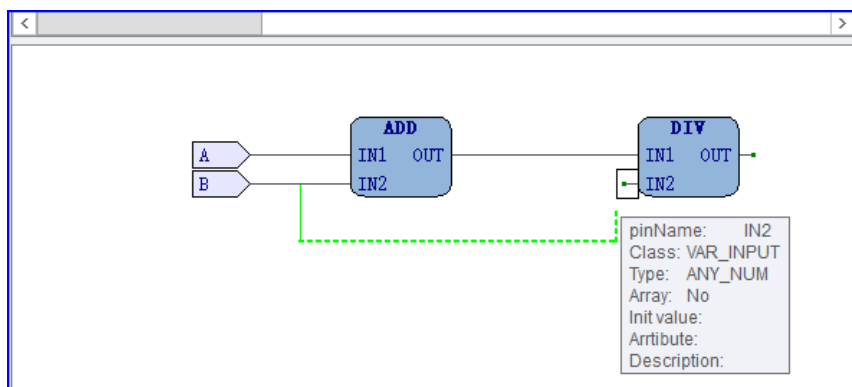 ADD
DIV
A
IN1 OUT
IN1 OUT
B
IN2
IN2
pinName: IN2
Class: VAR_INPUT
Type: ANY_NUM
Array: No
Init value:
Arrtibute:
Description: